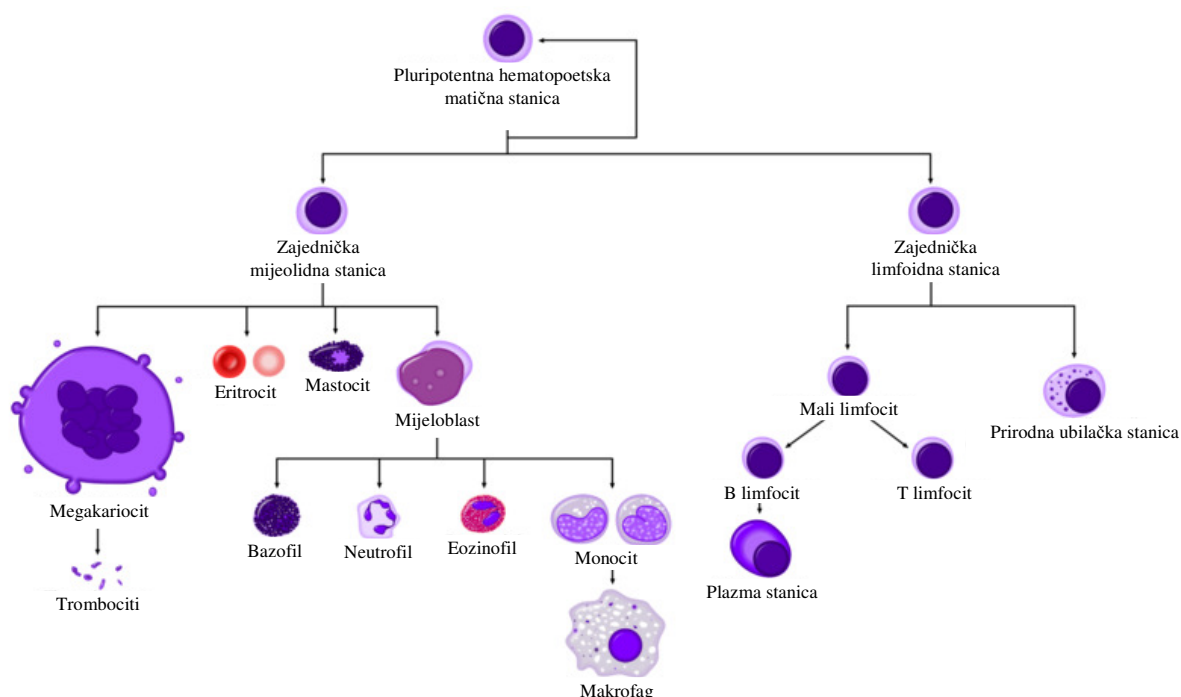 Pluripotentna hematopoetska
matična stanica
Zajednička
mijeolidna stanica
Zajednička
limfoidna stanica
Eritrocit
Mastocit
Mijeloblast
Mali limfocit
Prirodna ubilačka stanica
Megakariocit
B limfocit
T limfocit
Bazofil
Neutrofil
Eozinofil
Monocit
Trombociti
Plazma stanica
Makrofag